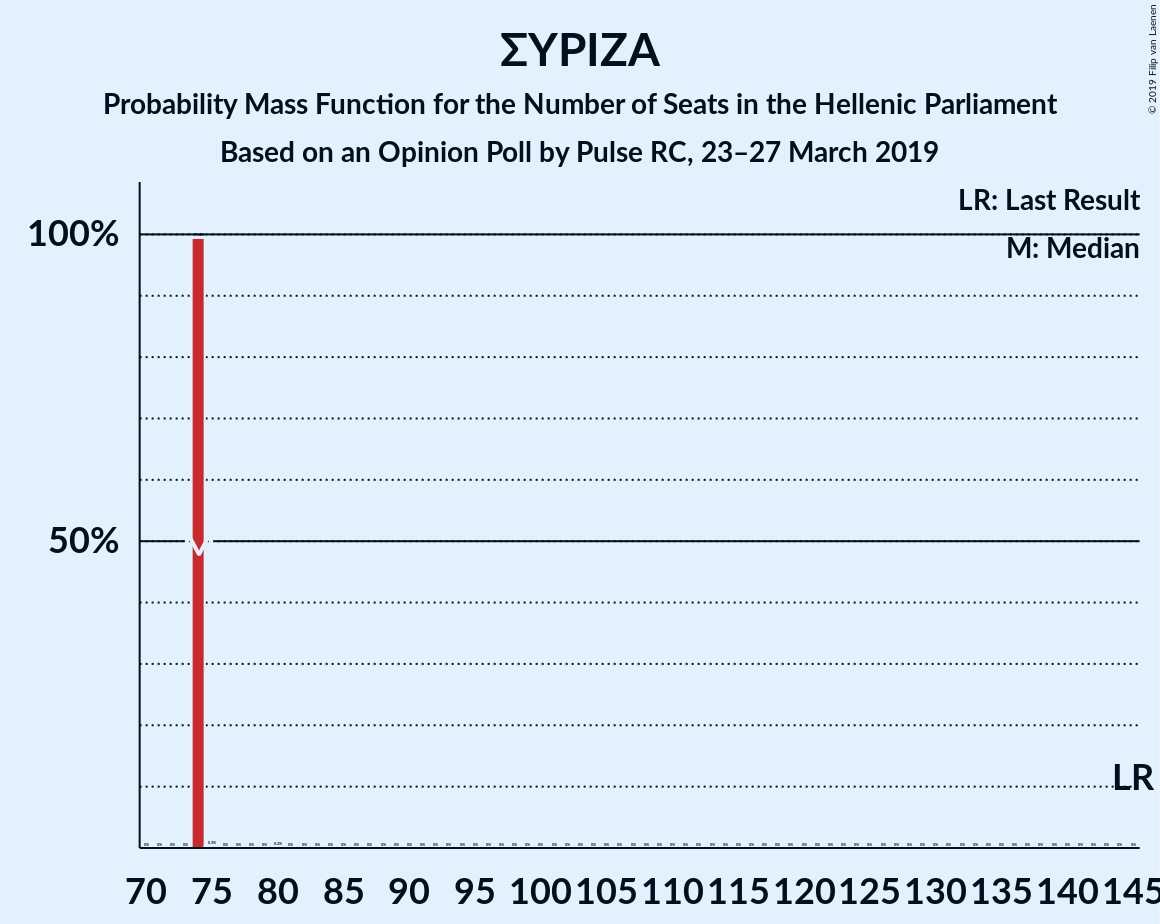 ΣΥΡΙΖΑ
Probability Mass Function for the Number of Seats in the Hellenic Parliament
Based on an Opinion Poll by Pulse RC, 23–27 March 2019
© 2019 Filip van Laenen
LR: Last Result
M: Median
100%
50%
M
LR
70 75 80 85 90 95 100 105 110 115 120 125 130 135 140 145